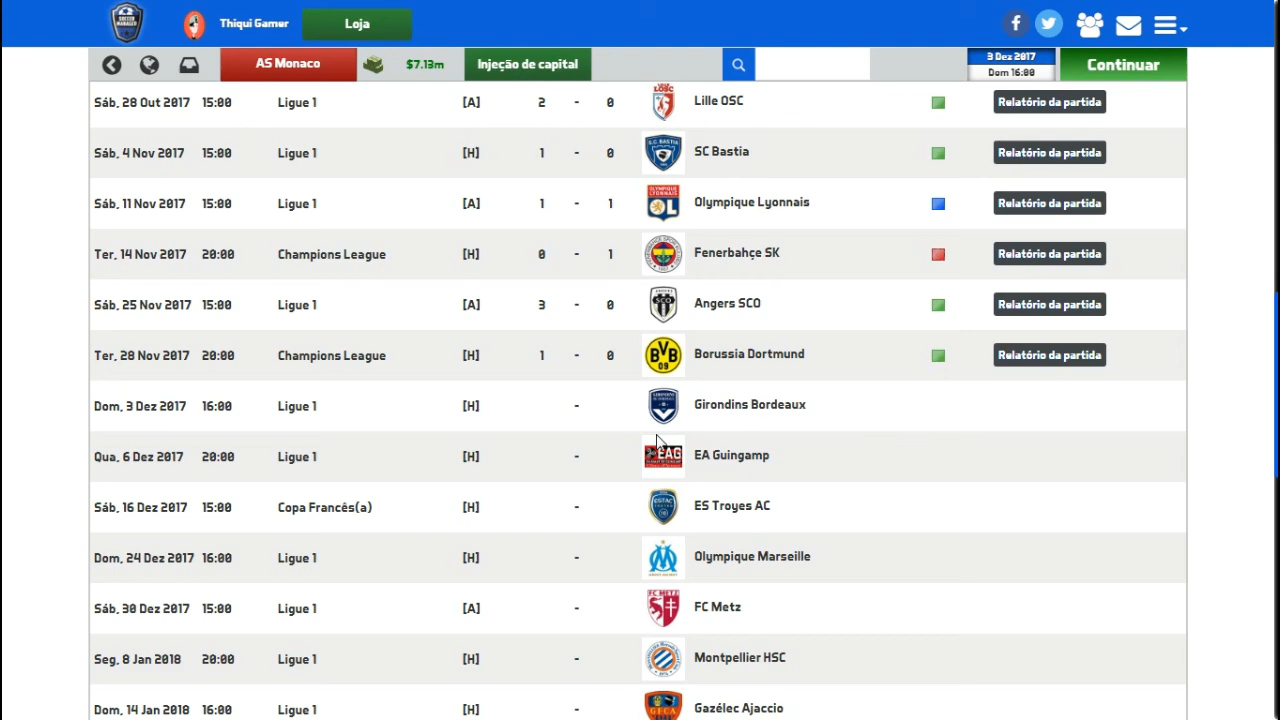 Thiqui Gamer
Loja
AS Monaco
$7.13m
Injeção de capital
3 Dez 2017
Dom 16:00
Continuar
Sáb, 28 Out 2017 15:00 Ligue 1 [A] 2 - 0 Lille OSC Relatório da partida
Sáb, 4 Nov 2017 15:00 Ligue 1 [H] 1 - 0 SC Bastia Relatório da partida
Sáb, 11 Nov 2017 15:00 Ligue 1 [A] 1 - 1 Olympique Lyonnais Relatório da partida
Ter, 14 Nov 2017 20:00 Champions League [H] 0 - 1 Fenerbahçe SK Relatório da partida
Sáb, 25 Nov 2017 15:00 Ligue 1 [A] 3 - 0 Angers SCO Relatório da partida
Ter, 28 Nov 2017 20:00 Champions League [H] 1 - 0 Borussia Dortmund Relatório da partida
Dom, 3 Dez 2017 16:00 Ligue 1 [H] - Girondins Bordeaux
Qua, 6 Dez 2017 20:00 Ligue 1 [H] - EA Guingamp
Sáb, 16 Dez 2017 15:00 Copa Francês(a) [H] - ES Troyes AC
Dom, 24 Dez 2017 16:00 Ligue 1 [H] - Olympique Marseille
Sáb, 30 Dez 2017 15:00 Ligue 1 [A] - FC Metz
Seg, 8 Jan 2018 20:00 Ligue 1 [H] - Montpellier HSC
Dom, 14 Jan 2018 16:00 Ligue 1 [H] - Gazélec Ajaccio